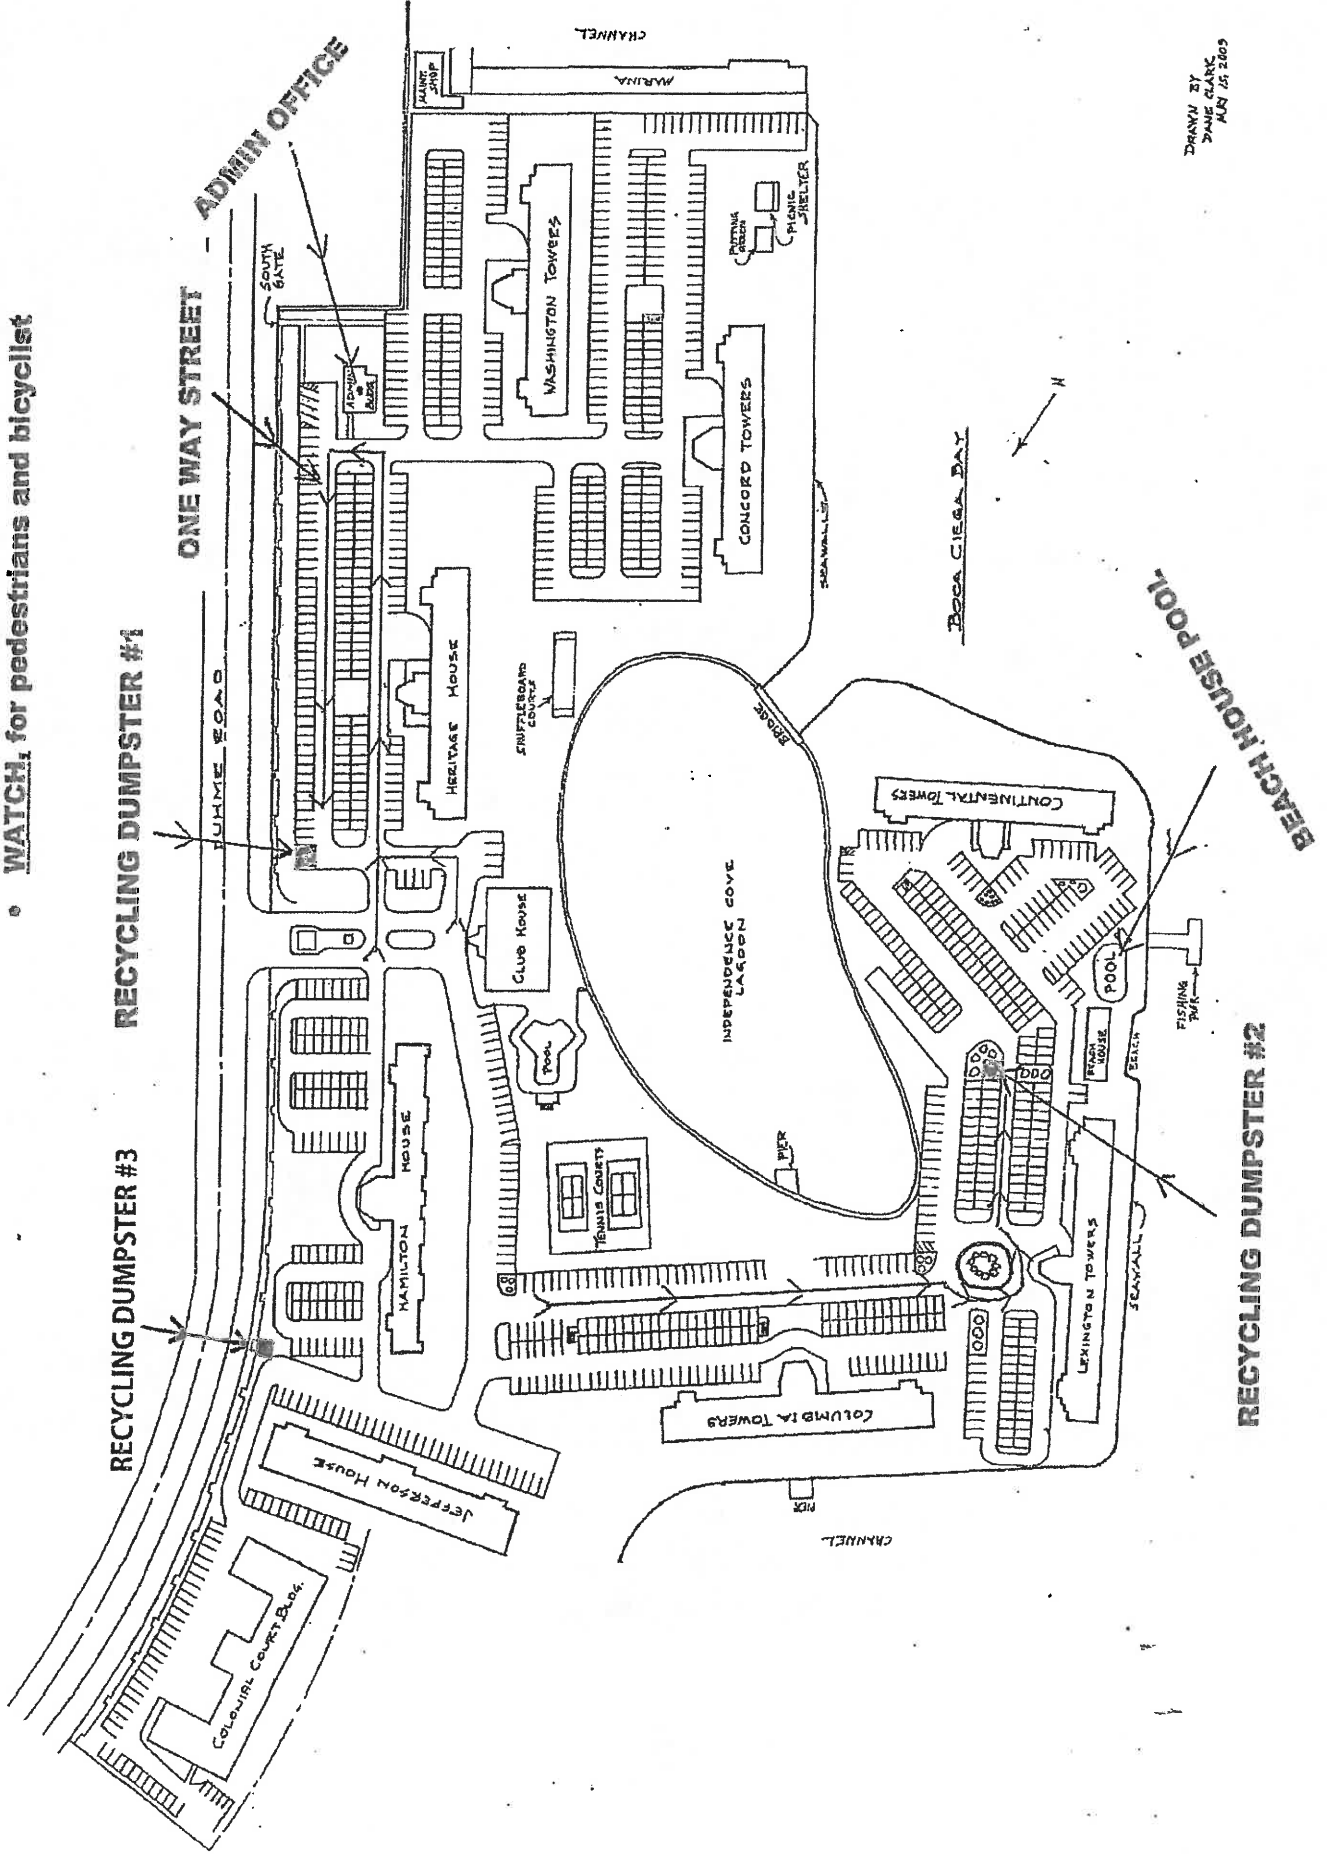 • WATCH, for pedestrians and bicyclist
RECYCLING DUMPSTER #3
RECYCLING DUMPSTER #1
ONE WAY STREET
ADMIN OFFICE
SOUTH
GATE
ADMIN
BLDG
MAINT.
SHOP
CHANNEL
MARINA
WASHINGTON TOWERS
PUTTING
GREEN
PICNIC
SHELTER
CONCORD TOWERS
HERITAGE HOUSE
SHUFFLEBOARD
COURTS
SEAWALL
BOCA CIEGA BAY
N
BRIDGE
CLUB HOUSE
POOL
HAMILTON HOUSE
TENNIS COURTS
INDEPENDENCE COVE
LAGOON
PIER
CONTINENTAL TOWERS
POOL
BEACH
HOUSE
BEACH
FISHING
PIER
LEXINGTON TOWERS
SEAWALL
COLUMBIA TOWERS
PIER
CHANNEL
JEFFERSON HOUSE
COLONIAL COURT BLDG.
BEACH HOUSE POOL
RECYCLING DUMPSTER #2
DRAWN BY
DANE CLARK
MAY 15, 2003